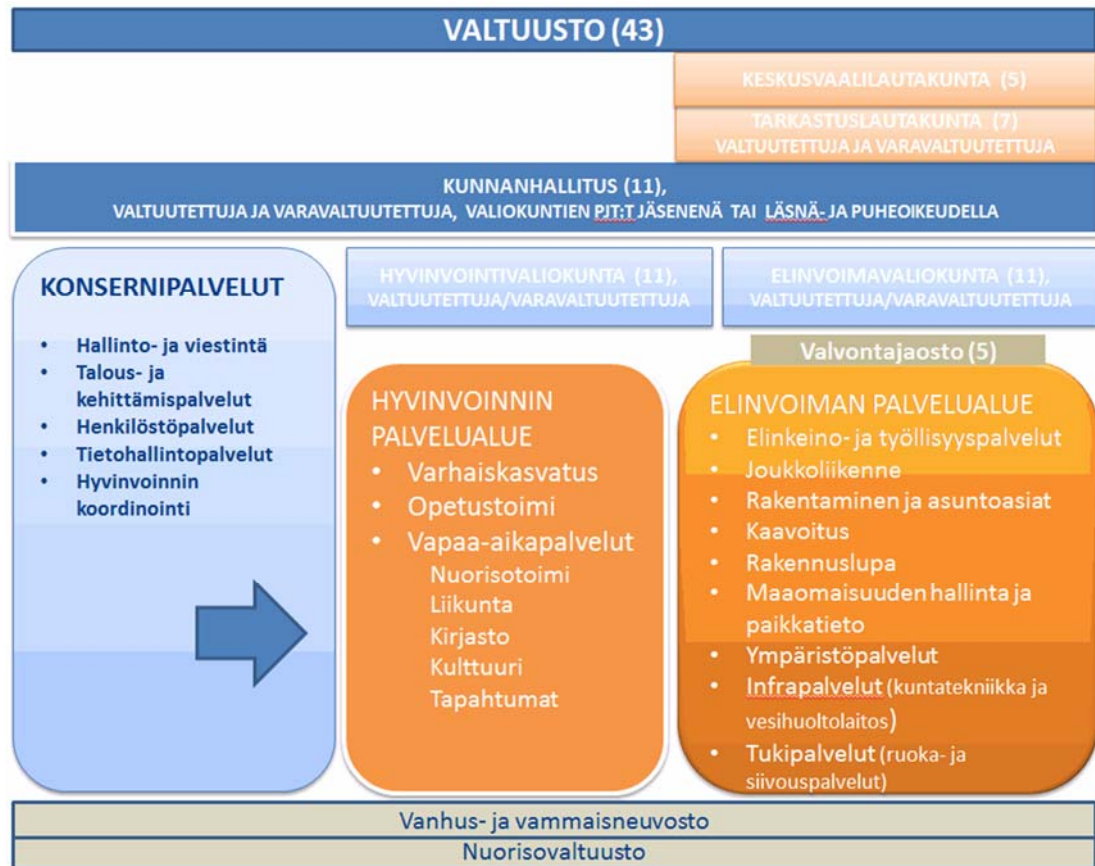 VALTUUSTO (43)
KESKUSVAALILAUTAKUNTA (5)
TARKASTUSLAUTAKUNTA (7)
VALTUUTETTUJA JA VARAVALTUUTETTUJA
KUNNANHALLITUS (11),
VALTUUTETTUJA JA VARAVALTUUTETTUJA, VALIOKUNTIEN PJT:T JÄSENENÄ TAI LÄSNÄ- JA PUHEOIKEUDELLA
KONSERNIPALVELUT
• Hallinto- ja viestintä
• Talous- ja
kehittämispalvelut
• Henkilöstöpalvelut
• Tietohallintopalvelut
• Hyvinvoinnin
koordinointi
HYVINVOINTIVALIOKUNTA (11),
VALTUUTETTUJA/VARAVALTUUTETTUJA
HYVINVOINNIN
PALVELUALUE
• Varhaiskasvatus
• Opetustoimi
• Vapaa-aikapalvelut
Nuorisotoimi
Liikunta
Kirjasto
Kulttuuri
Tapahtumat
ELINVOIMAVALIOKUNTA (11),
VALTUUTETTUJA/VARAVALTUUTETTUJA
Valvontajaosto (5)
ELINVOIMAN PALVELUALUE
• Elinkeino- ja työllisyyspalvelut
• Joukkoliikenne
• Rakentaminen ja asuntoasiat
• Kaavoitus
• Rakennuslupa
• Maaomaisuuden hallinta ja
paikkatieto
• Ympäristöpalvelut
• Infrapalvelut (kuntatekniikka ja
vesihuoltolaitos)
• Tukipalvelut (ruoka- ja
siivouspalvelut)
Vanhus- ja vammaisneuvosto
Nuorisovaltuusto